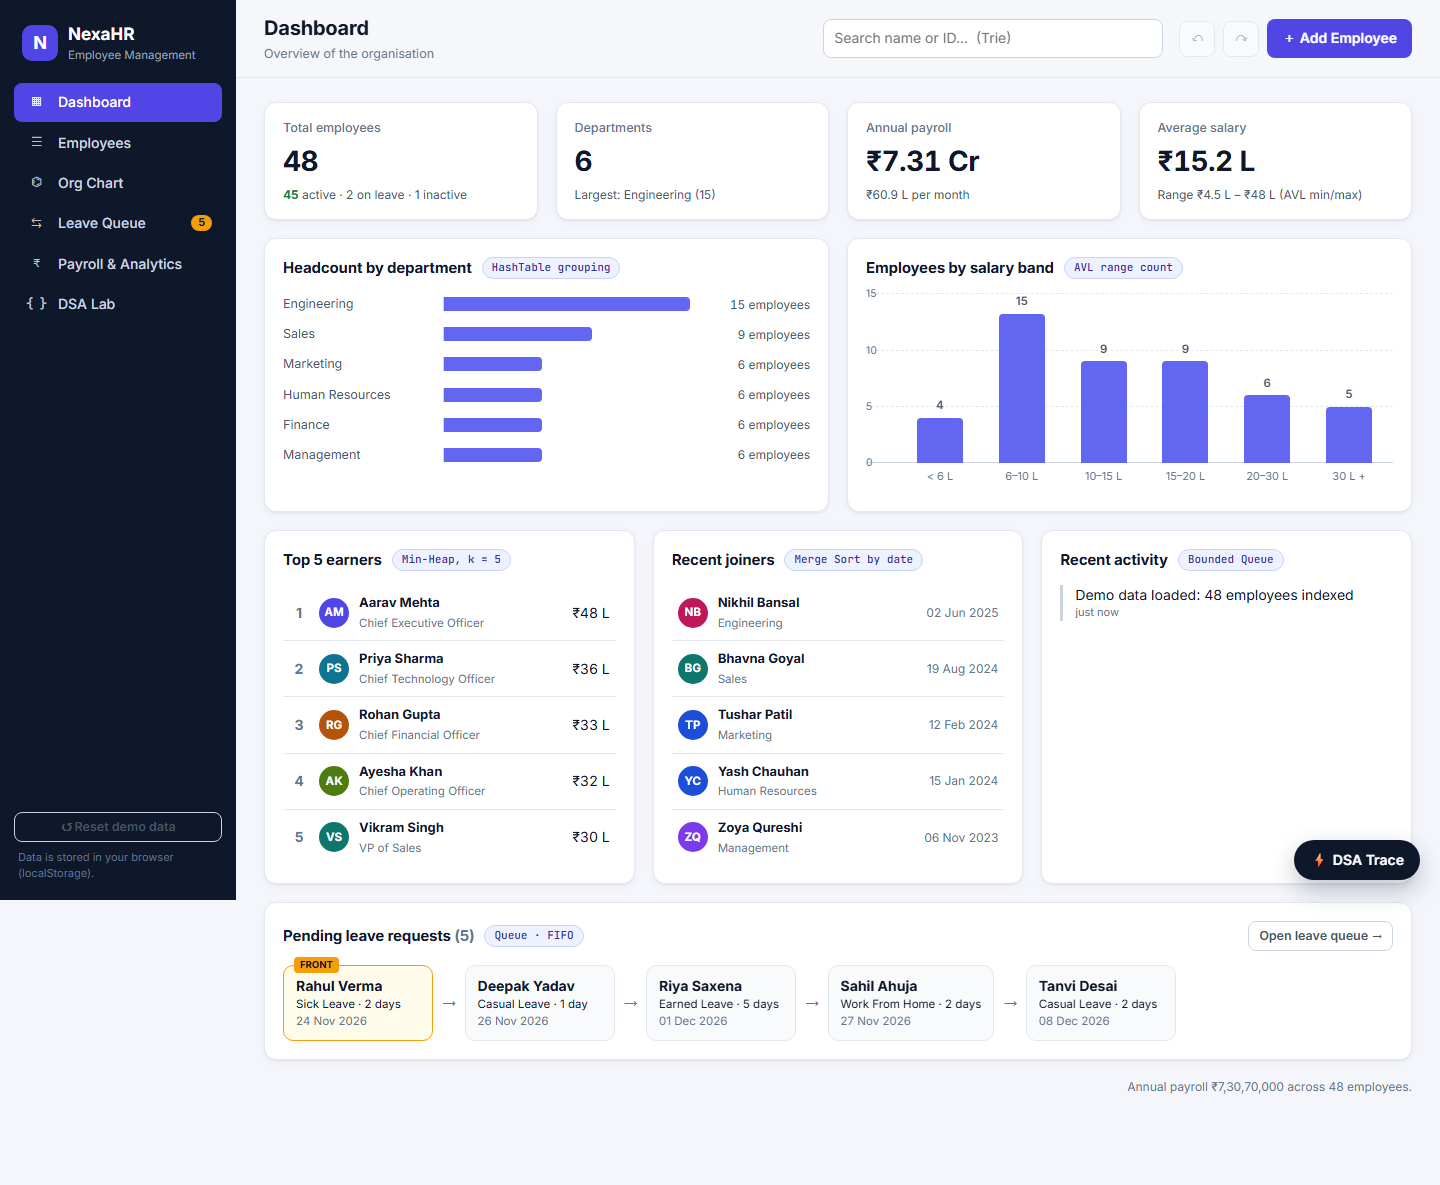 N
NexaHR
Employee Management
Dashboard
Employees
Org Chart
Leave Queue 5
₹ Payroll & Analytics
{ } DSA Lab
↺ Reset demo data
Data is stored in your browser
(localStorage).
Dashboard
Overview of the organisation
Search name or ID... (Trie)
+ Add Employee
Total employees
48
45 active · 2 on leave · 1 inactive
Departments
6
Largest: Engineering (15)
Annual payroll
₹7.31 Cr
₹60.9 L per month
Average salary
₹15.2 L
Range ₹4.5 L – ₹48 L (AVL min/max)
Headcount by department HashTable grouping
Engineering 15 employees
Sales 9 employees
Marketing 6 employees
Human Resources 6 employees
Finance 6 employees
Management 6 employees
Employees by salary band AVL range count
15
10
5
0
4
15
9
9
6
5
< 6 L
6–10 L
10–15 L
15–20 L
20–30 L
30 L +
Top 5 earners Min-Heap, k = 5
1 AM Aarav Mehta ₹48 L
Chief Executive Officer
2 PS Priya Sharma ₹36 L
Chief Technology Officer
3 RG Rohan Gupta ₹33 L
Chief Financial Officer
4 AK Ayesha Khan ₹32 L
Chief Operating Officer
5 VS Vikram Singh ₹30 L
VP of Sales
Recent joiners Merge Sort by date
NB Nikhil Bansal 02 Jun 2025
Engineering
BG Bhavna Goyal 19 Aug 2024
Sales
TP Tushar Patil 12 Feb 2024
Marketing
YC Yash Chauhan 15 Jan 2024
Human Resources
ZQ Zoya Qureshi 06 Nov 2023
Management
Recent activity Bounded Queue
Demo data loaded: 48 employees indexed
just now
DSA Trace
Pending leave requests (5) Queue · FIFO
Open leave queue →
FRONT
Rahul Verma
Sick Leave · 2 days
24 Nov 2026
→
Deepak Yadav
Casual Leave · 1 day
26 Nov 2026
→
Riya Saxena
Earned Leave · 5 days
01 Dec 2026
→
Sahil Ahuja
Work From Home · 2 days
27 Nov 2026
→
Tanvi Desai
Casual Leave · 2 days
08 Dec 2026
Annual payroll ₹7,30,70,000 across 48 employees.